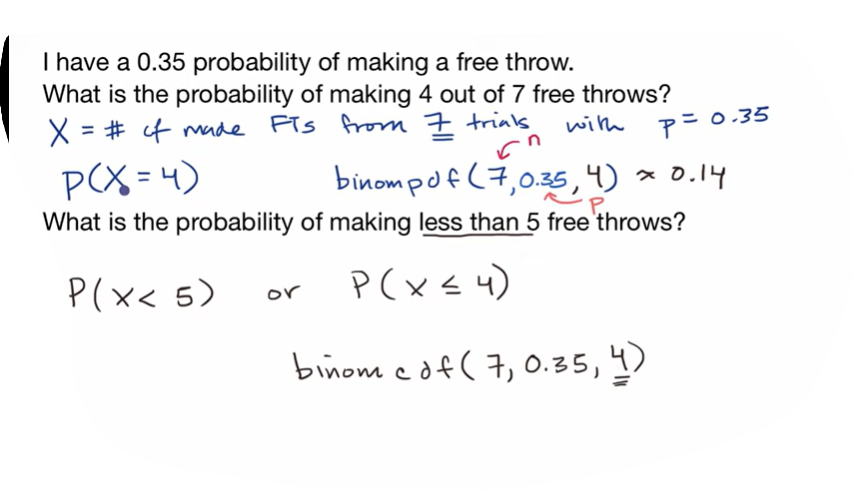 I have a 0.35 probability of making a free throw.
What is the probability of making 4 out of 7 free throws?
X = # of made FTs from 7 trials with p = 0.35
n
P(X = 4) binompdf(7, 0.35, 4) ≈ 0.14
P
What is the probability of making less than 5 free throws?
P(X < 5) or P(X ≤ 4)
binomcdf(7, 0.35, 4)